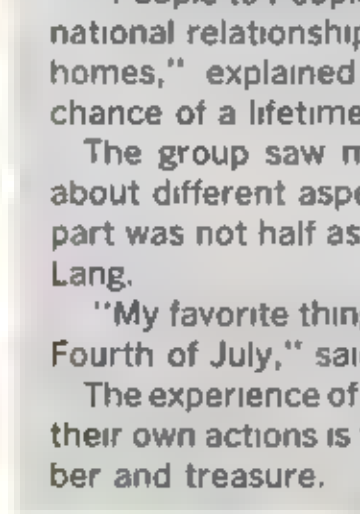 national relationship
homes," explained
chance of a lifetime
The group saw
about different aspe
part was not half as
Lang.
"My favorite thin
Fourth of July," sai
The experience of
their own actions is
ber and treasure.